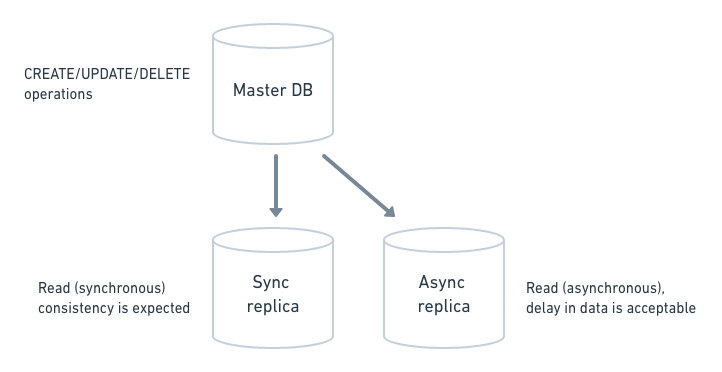 CREATE/UPDATE/DELETE
operations
Master DB
Read (synchronous)
consistency is expected
Sync
replica
Async
replica
Read (asynchronous),
delay in data is acceptable